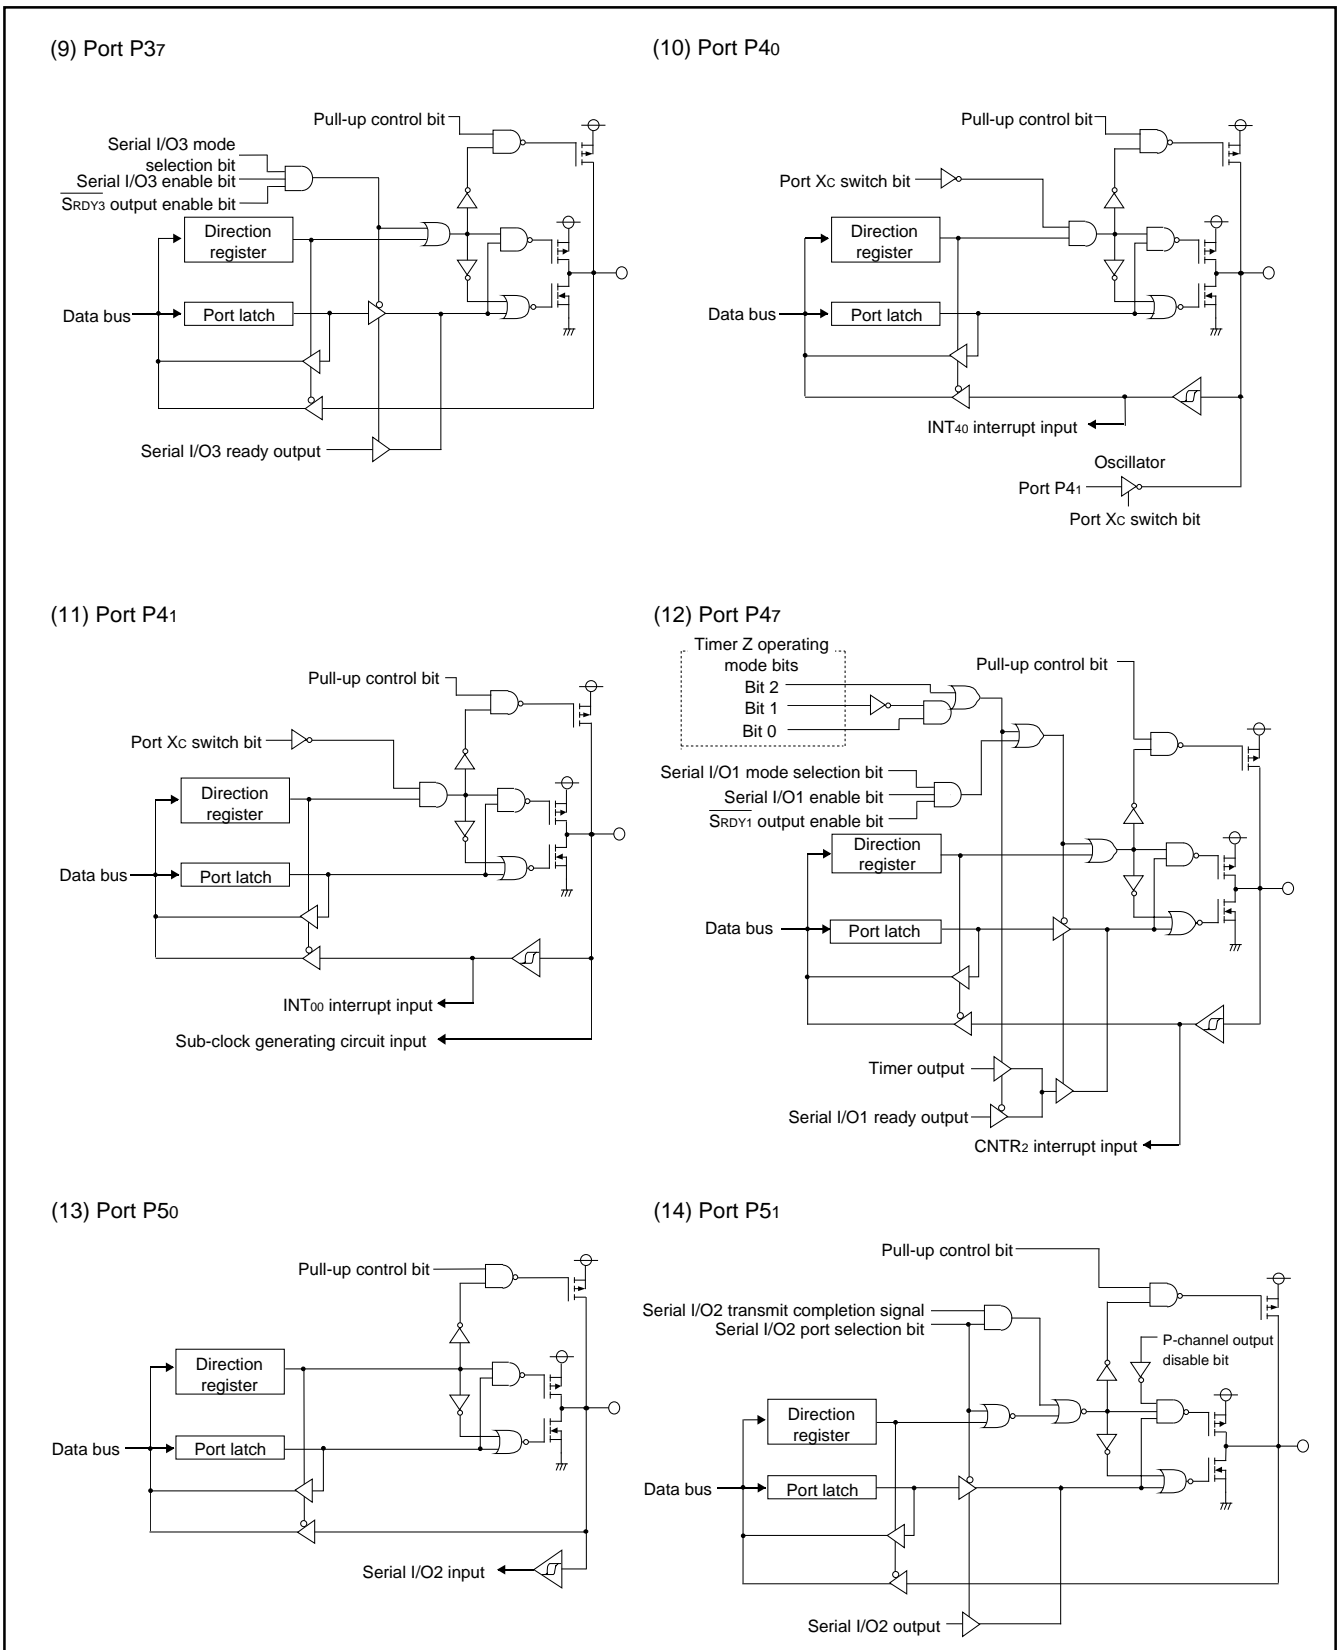 (9) Port P37
Pull-up control bit
Serial I/O3 mode
selection bit
Serial I/O3 enable bit
SRDY3 output enable bit
Direction
register
Data bus
Port latch
Serial I/O3 ready output
(10) Port P40
Pull-up control bit
Port XC switch bit
Direction
register
Data bus
Port latch
INT40 interrupt input
Oscillator
Port P41
Port XC switch bit
(11) Port P41
Pull-up control bit
Port XC switch bit
Direction
register
Data bus
Port latch
INT00 interrupt input
Sub-clock generating circuit input
(12) Port P47
Timer Z operating
mode bits
Bit 2
Bit 1
Bit 0
Pull-up control bit
Serial I/O1 mode selection bit
Serial I/O1 enable bit
SRDY1 output enable bit
Direction
register
Data bus
Port latch
Timer output
Serial I/O1 ready output
CNTR2 interrupt input
(13) Port P50
Pull-up control bit
Direction
register
Data bus
Port latch
Serial I/O2 input
(14) Port P51
Pull-up control bit
Serial I/O2 transmit completion signal
Serial I/O2 port selection bit
P-channel output
disable bit
Direction
register
Data bus
Port latch
Serial I/O2 output